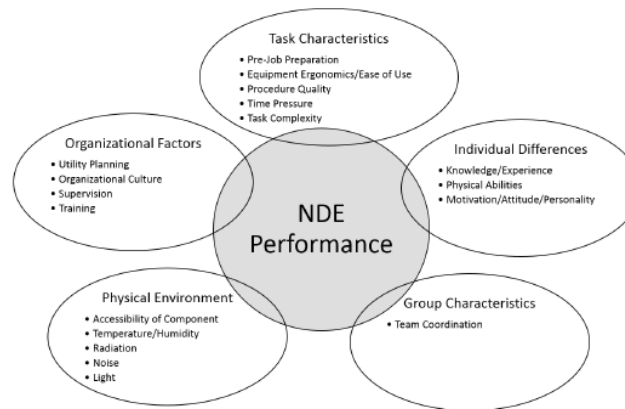 Task Characteristics
• Pre-Job Preparation
• Equipment Ergonomics/Ease of Use
• Procedure Quality
• Time Pressure
• Task Complexity
Organizational Factors
• Utility Planning
• Organizational Culture
• Supervision
• Training
Individual Differences
• Knowledge/Experience
• Physical Abilities
• Motivation/Attitude/Personality
NDE
Performance
Physical Environment
• Accessibility of Component
• Temperature/Humidity
• Radiation
• Noise
• Light
Group Characteristics
• Team Coordination